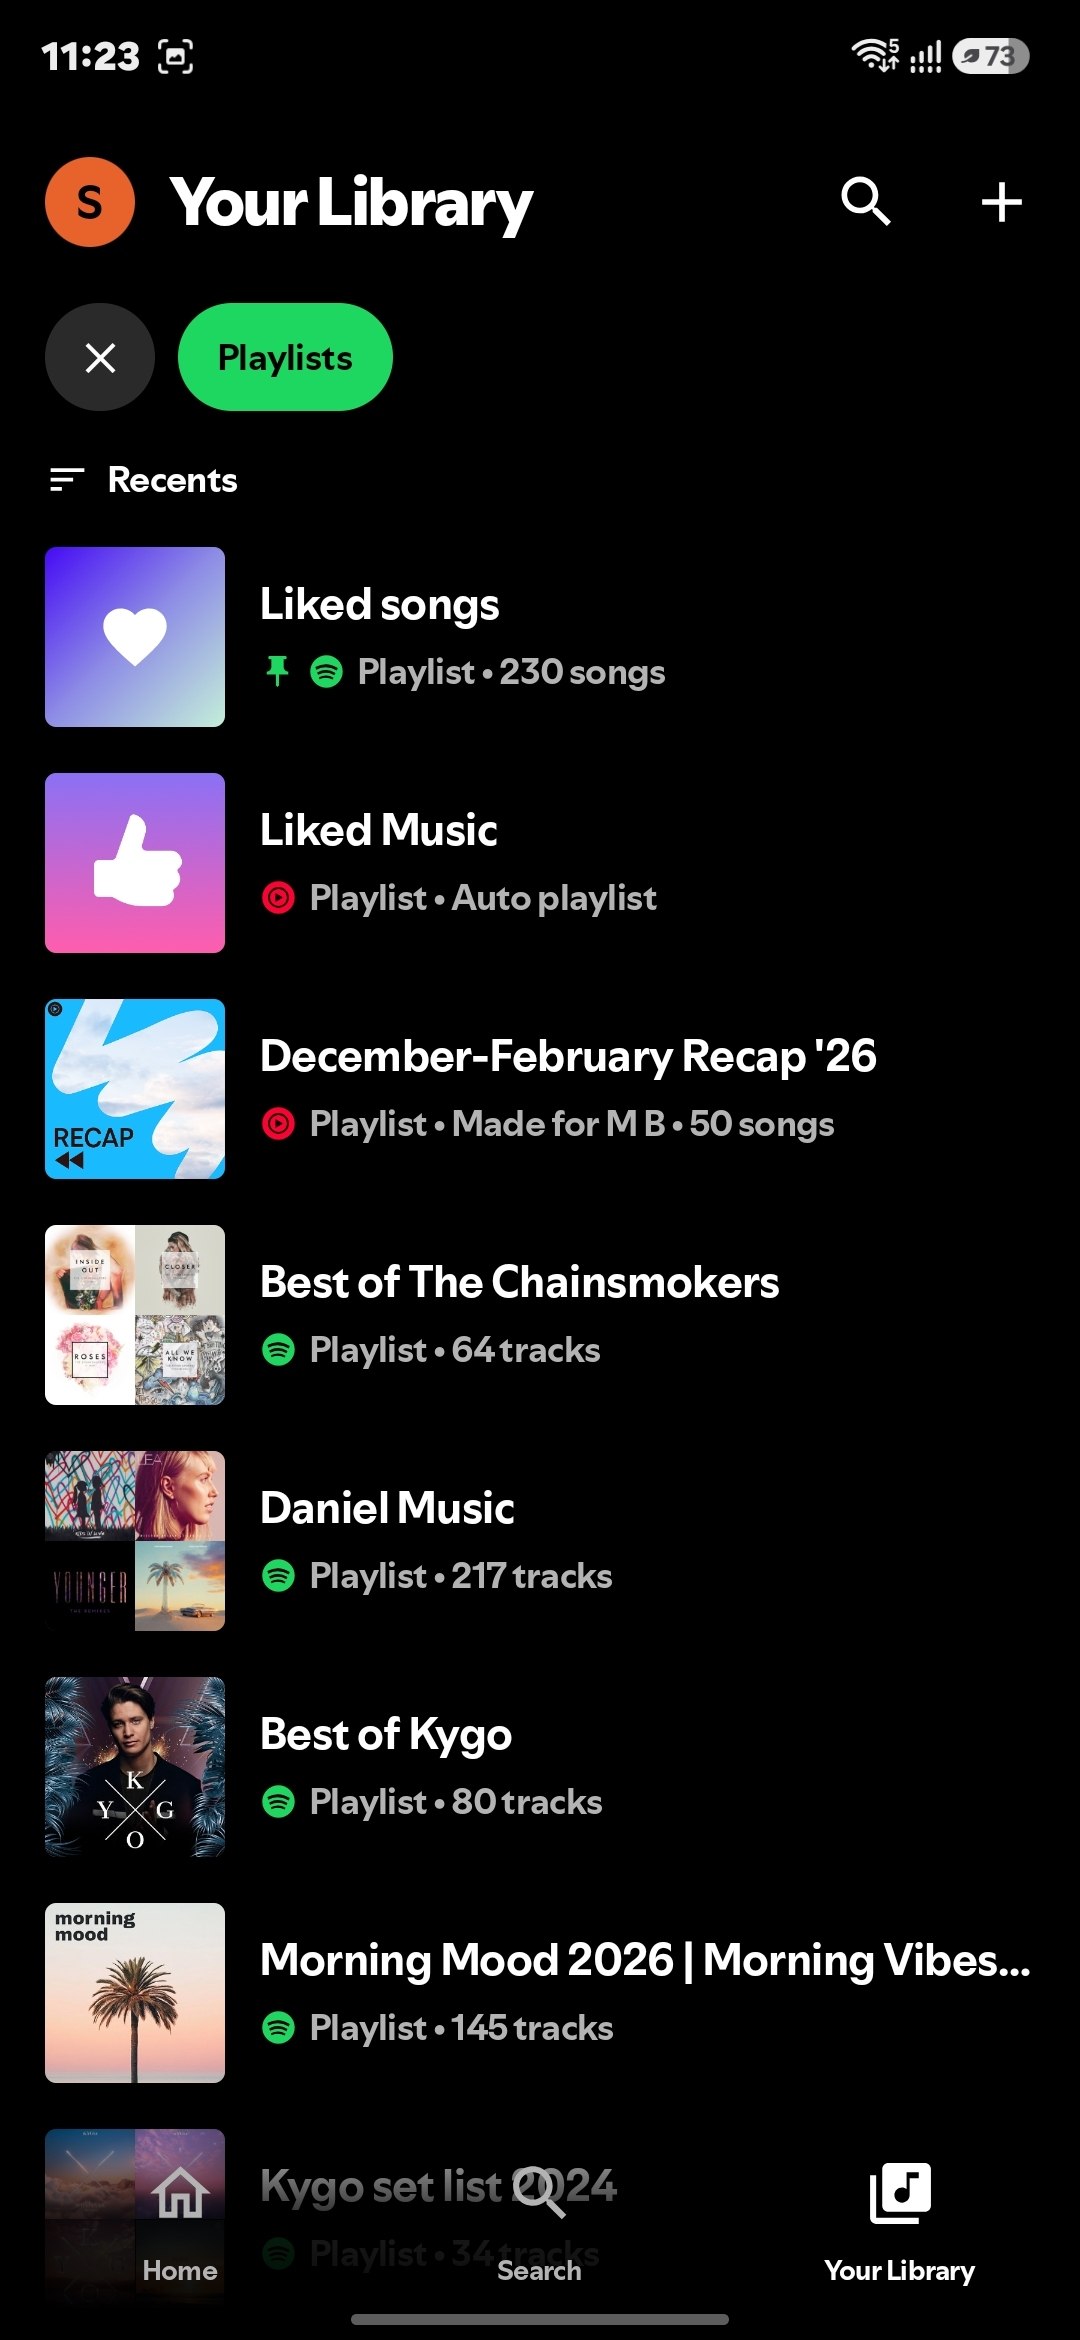 11:23
5
73
S
Your Library
Playlists
Recents
Liked songs
Playlist • 230 songs
Liked Music
Playlist • Auto playlist
RECAP
December-February Recap '26
Playlist • Made for M B • 50 songs
INSIDE
OUT
CLOSER
ROSES
ALL WE
KNOW
Best of The Chainsmokers
Playlist • 64 tracks
YOUNGER
Daniel Music
Playlist • 217 tracks
K
Y G
O
Best of Kygo
Playlist • 80 tracks
morning
mood
Morning Mood 2026 | Morning Vibes...
Playlist • 145 tracks
Kygo set list 2024
Playlist • 34 tracks
Home
Search
Your Library